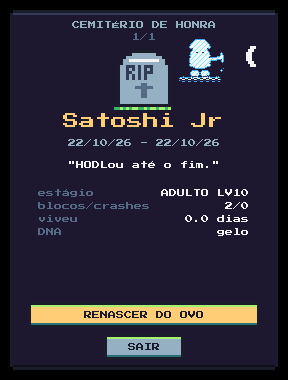 CEMITÉRIO DE HONRA
1/1
RIP
Satoshi Jr
22/10/26 - 22/10/26
"HODLou até o fim."
estágio ADULTO LV10
blocos/crashes 2/0
viveu 0.0 dias
DNA gelo
RENASCER DO OVO
SAIR